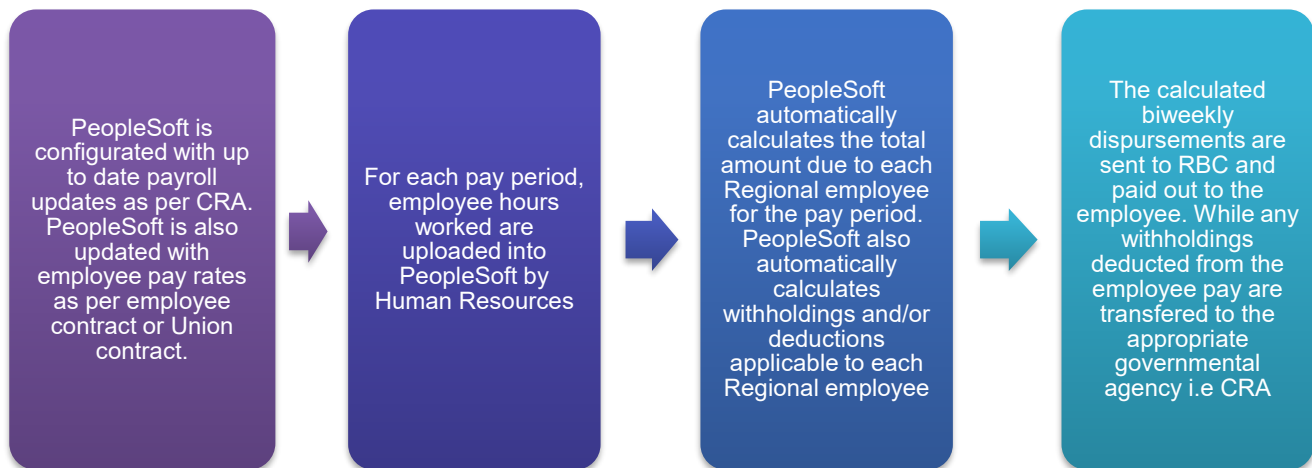 PeopleSoft is
configurated with up
to date payroll
updates as per CRA.
PeopleSoft is also
updated with
employee pay rates
as per employee
contract or Union
contract.
For each pay period,
employee hours
worked are
uploaded into
PeopleSoft by
Human Resources
PeopleSoft
automatically
calculates the total
amount due to each
Regional employee
for the pay period.
PeopleSoft also
automatically
calculates
withholdings and/or
deductions
applicable to each
Regional employee
The calculated
biweekly
dispursements are
sent to RBC and
paid out to the
employee. While any
withholdings
deducted from the
employee pay are
transfered to the
appropriate
governmental
agency i.e CRA